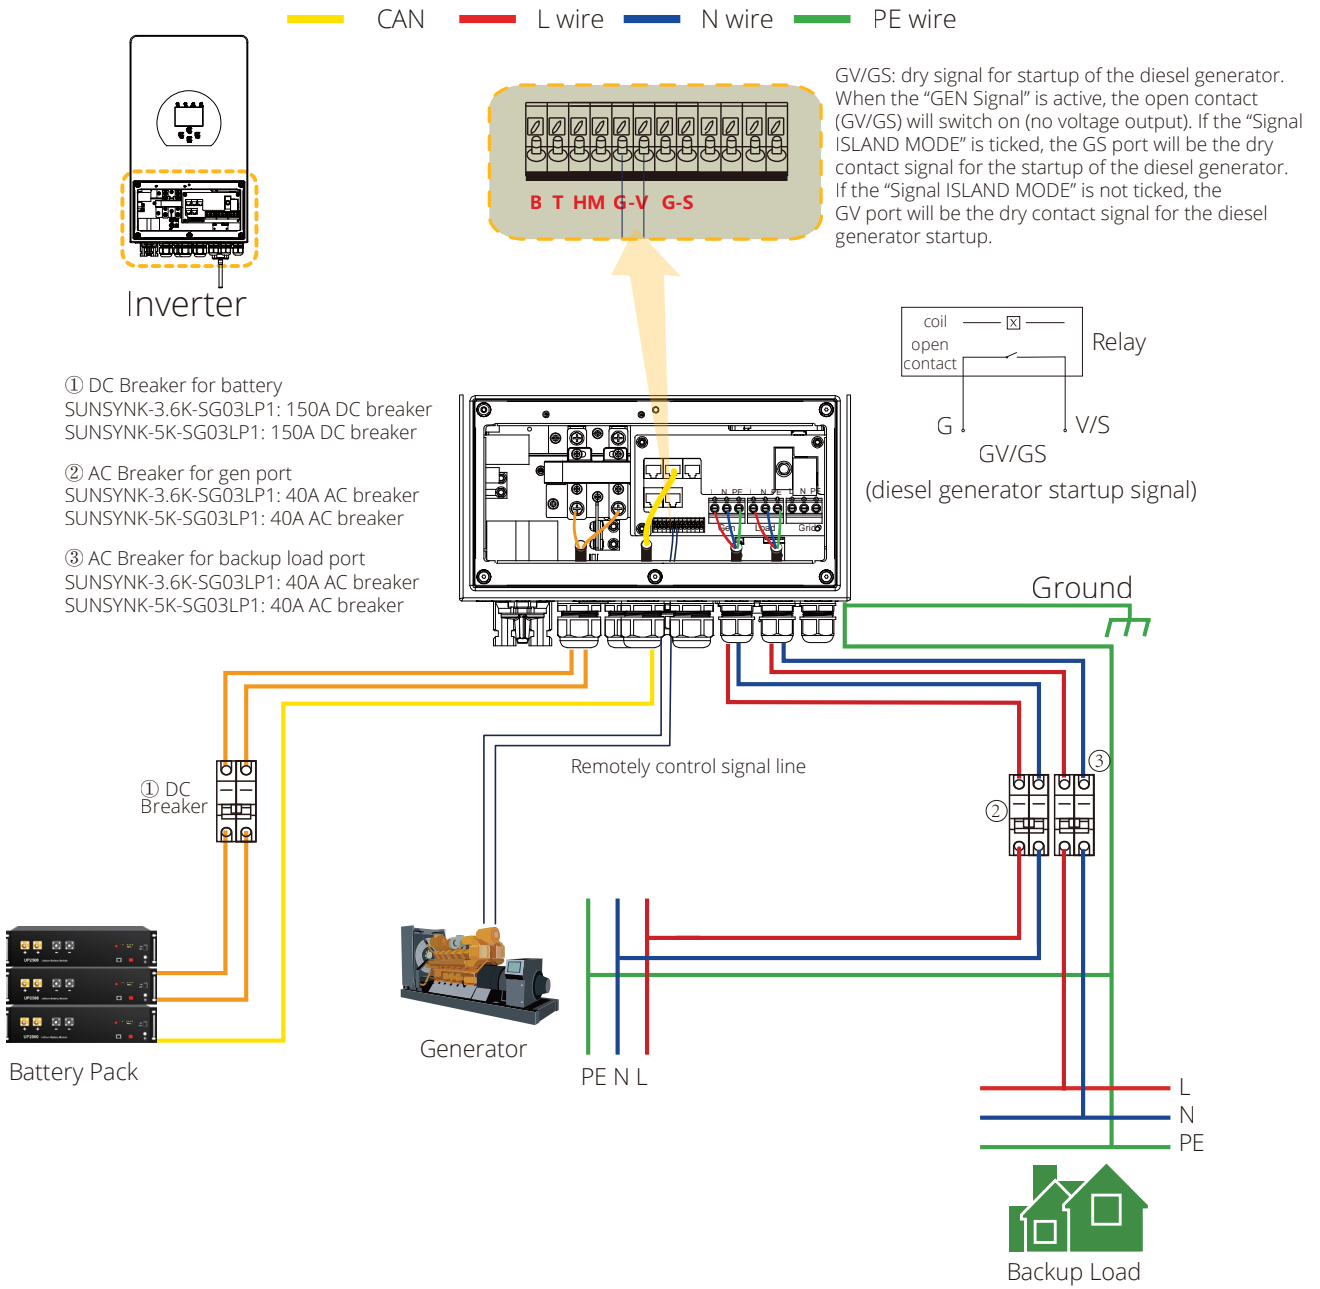 CAN
L wire
N wire
PE wire
GV/GS: dry signal for startup of the diesel generator.
When the “GEN Signal” is active, the open contact
(GV/GS) will switch on (no voltage output). If the “Signal
ISLAND MODE” is ticked, the GS port will be the dry
contact signal for the startup of the diesel generator.
If the “Signal ISLAND MODE” is not ticked, the
GV port will be the dry contact signal for the diesel
generator startup.
B T HM G-V G-S
Inverter
coil
open
contact
Relay
G
V/S
GV/GS
(diesel generator startup signal)
① DC Breaker for battery
SUNSYNK-3.6K-SG03LP1: 150A DC breaker
SUNSYNK-5K-SG03LP1: 150A DC breaker
② AC Breaker for gen port
SUNSYNK-3.6K-SG03LP1: 40A AC breaker
SUNSYNK-5K-SG03LP1: 40A AC breaker
③ AC Breaker for backup load port
SUNSYNK-3.6K-SG03LP1: 40A AC breaker
SUNSYNK-5K-SG03LP1: 40A AC breaker
L N PE L N PE L N PE
Gen Load Grid
Ground
Remotely control signal line
① DC
Breaker
②
③
Generator
Battery Pack
PE N L
L
N
PE
Backup Load